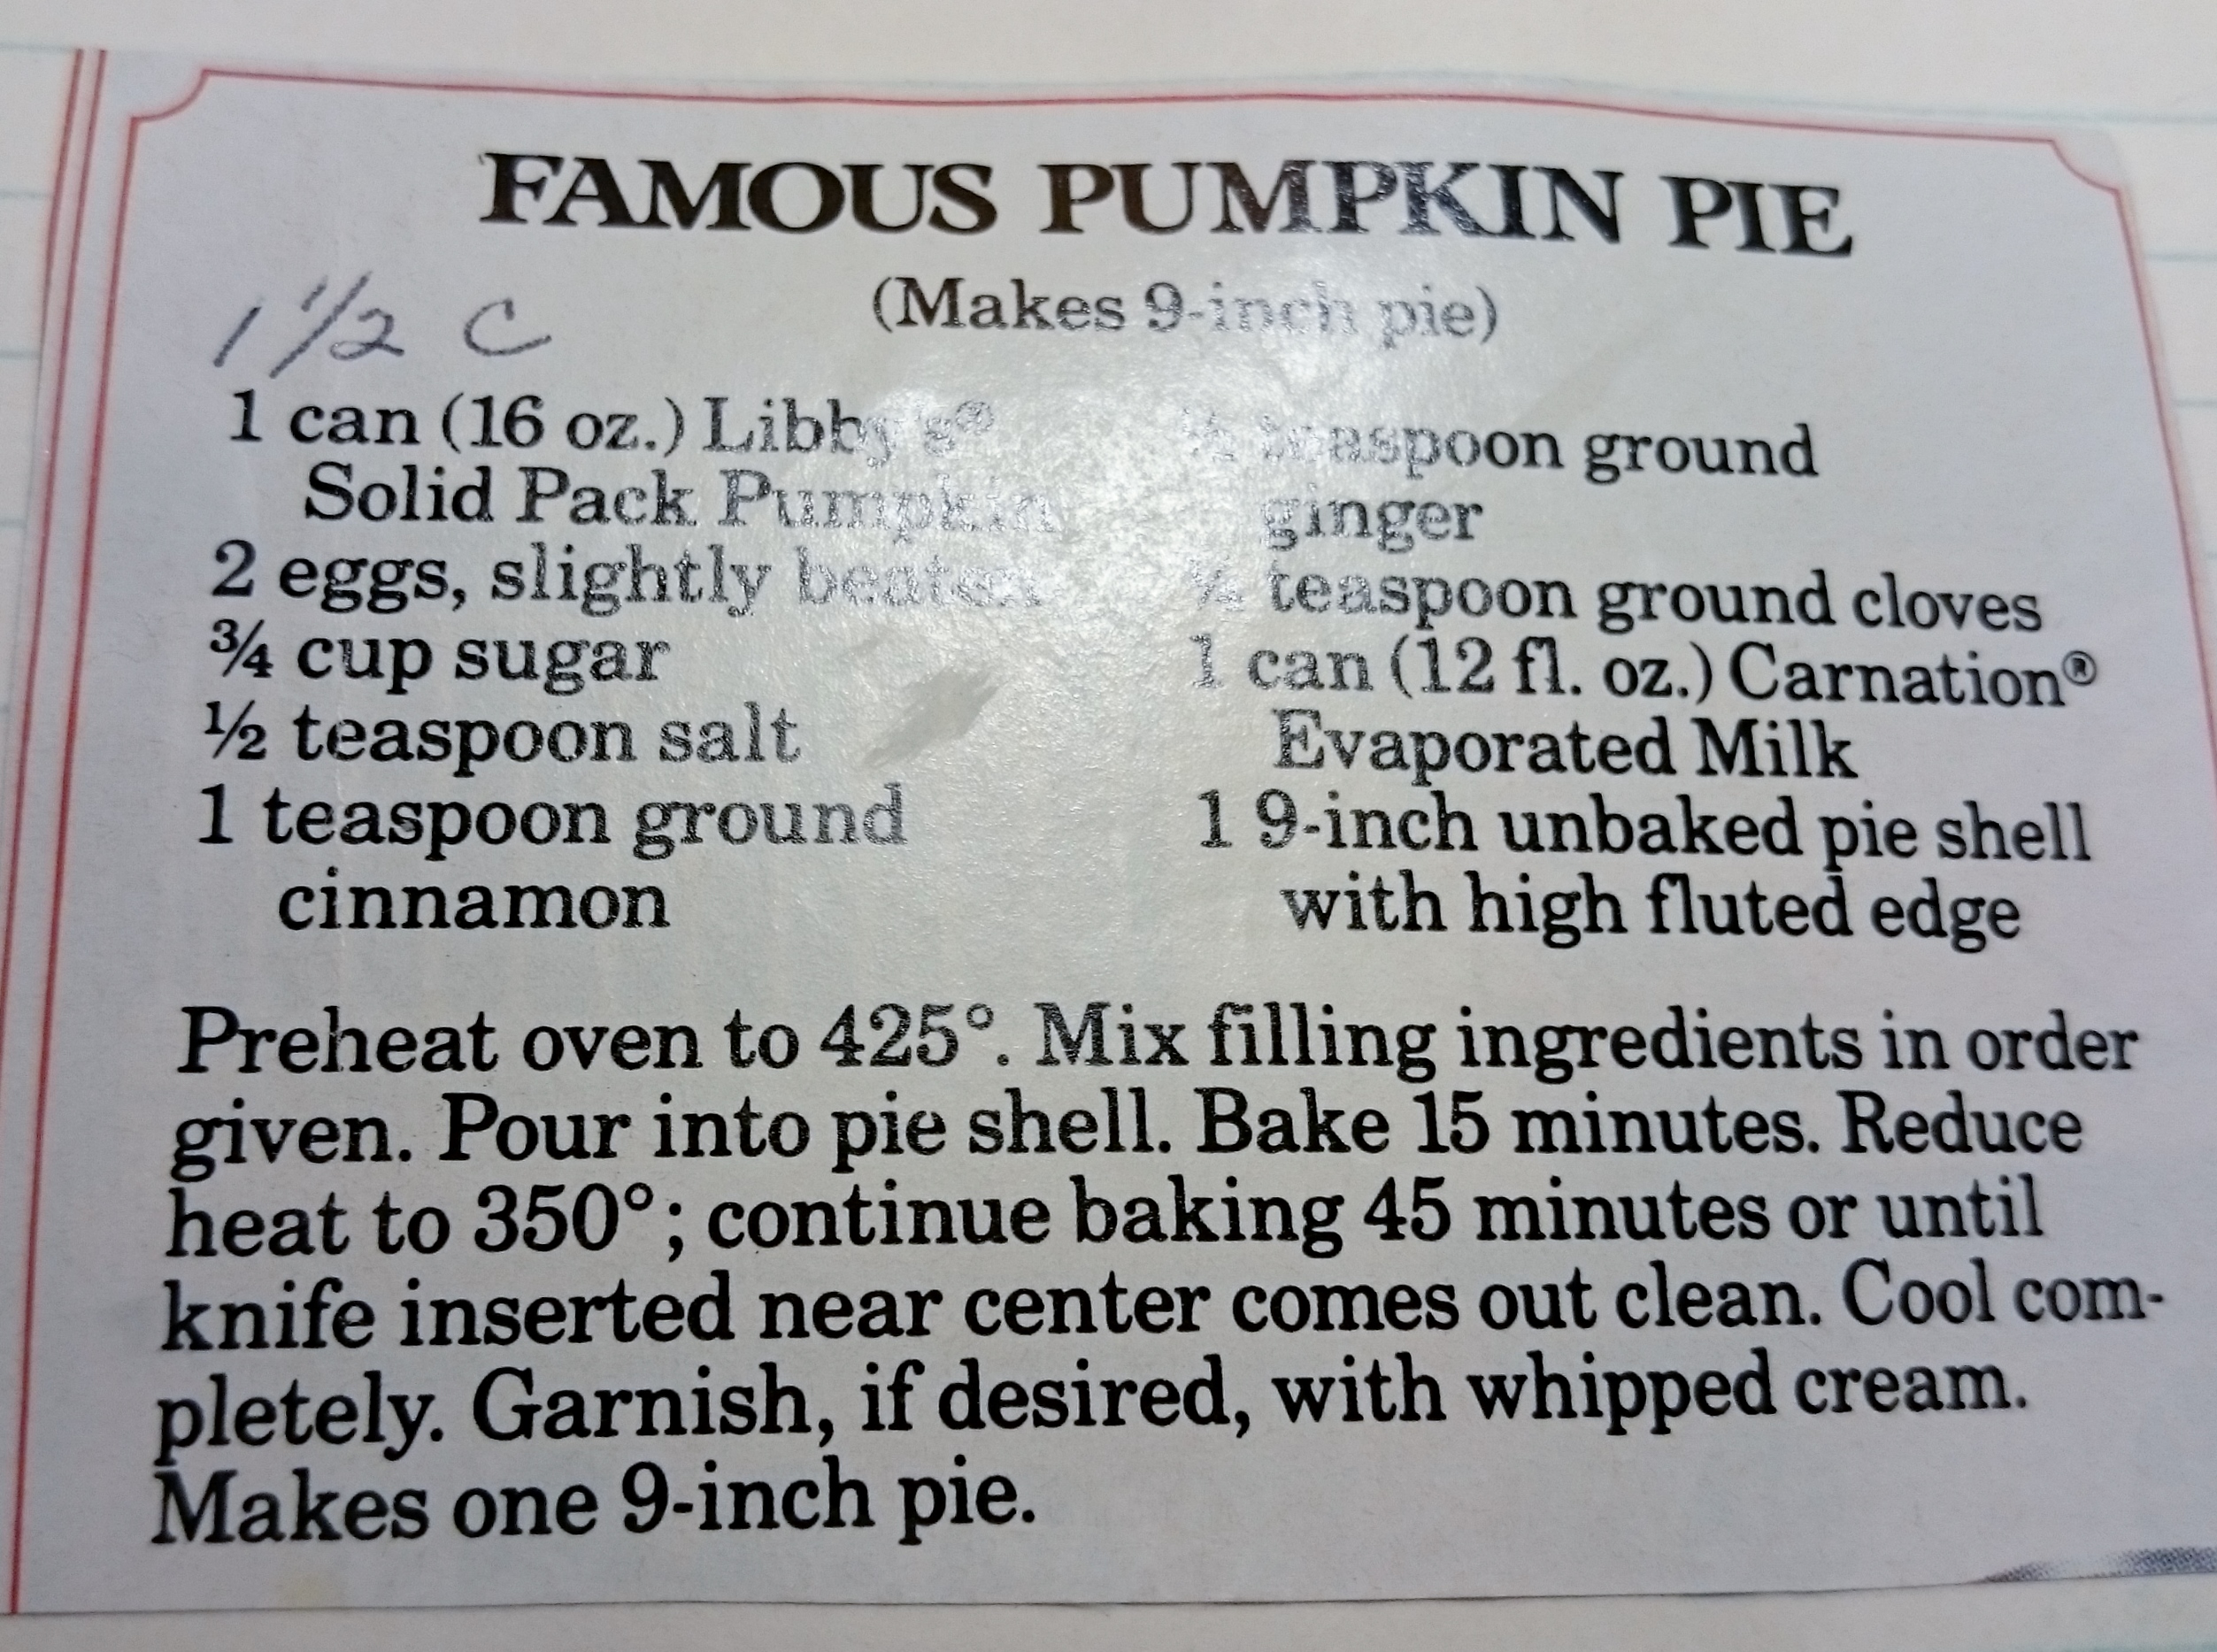 FAMOUS PUMPKIN PIE
(Makes 9-inch pie)
1 1/2 C
1 can (16 oz.) Libby's®
Solid Pack Pumpkin
2 eggs, slightly beaten
¾ cup sugar
½ teaspoon salt
1 teaspoon ground
cinnamon
teaspoon ground
ginger
¼ teaspoon ground cloves
1 can (12 fl. oz.) Carnation®
Evaporated Milk
1 9-inch unbaked pie shell
with high fluted edge
Preheat oven to 425°. Mix filling ingredients in order
given. Pour into pie shell. Bake 15 minutes. Reduce
heat to 350°; continue baking 45 minutes or until
knife inserted near center comes out clean. Cool com-
pletely. Garnish, if desired, with whipped cream.
Makes one 9-inch pie.